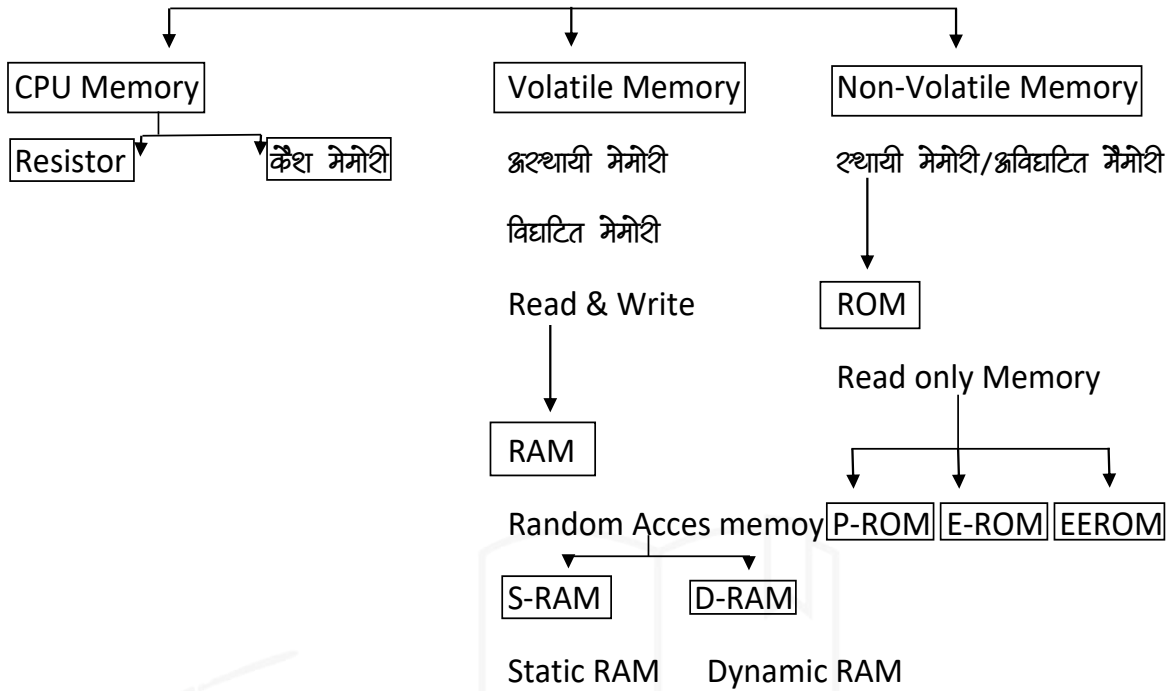 CPU Memory Volatile Memory Non-Volatile Memory
Resistor कैश मेमोरी अस्थायी मेमोरी स्थायी मेमोरी/अविघटित मैमोरी
विघटित मेमोरी
Read & Write ROM
Read only Memory
RAM
Random Acces memoy P-ROM E-ROM EEROM
S-RAM D-RAM
Static RAM Dynamic RAM